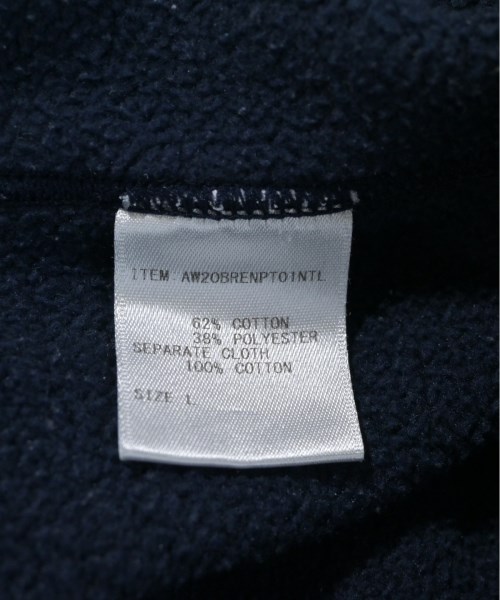 ITEM AW20BRENPT01NTL
62% COTTON
38% POLYESTER
SEPARATE CLOTH
100% COTTON
SIZE L